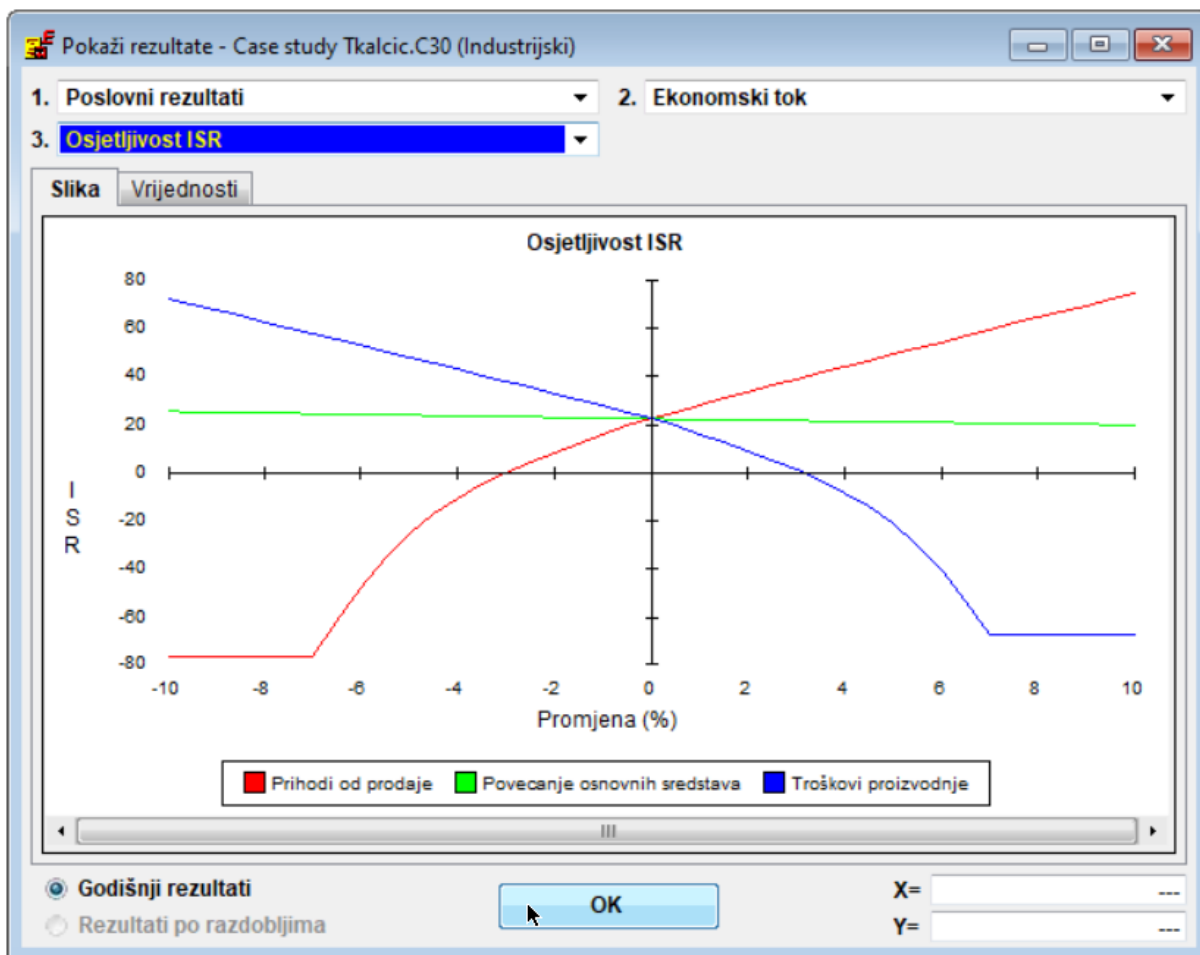 Pokaži rezultate - Case study Tkalcic.C30 (Industrijski)
1. Poslovni rezultati
2. Ekonomski tok
3. Osjetljivost ISR
Slika
Vrijednosti
Osjetljivost ISR
80
60
40
20
0
-20
-40
-60
-80
I
S
R
-10 -8 -6 -4 -2 0 2 4 6 8 10
Promjena (%)
Prihodi od prodaje
Povecanje osnovnih sredstava
Troškovi proizvodnje
Godišnji rezultati
Rezultati po razdobljima
OK
X= ---
Y= ---